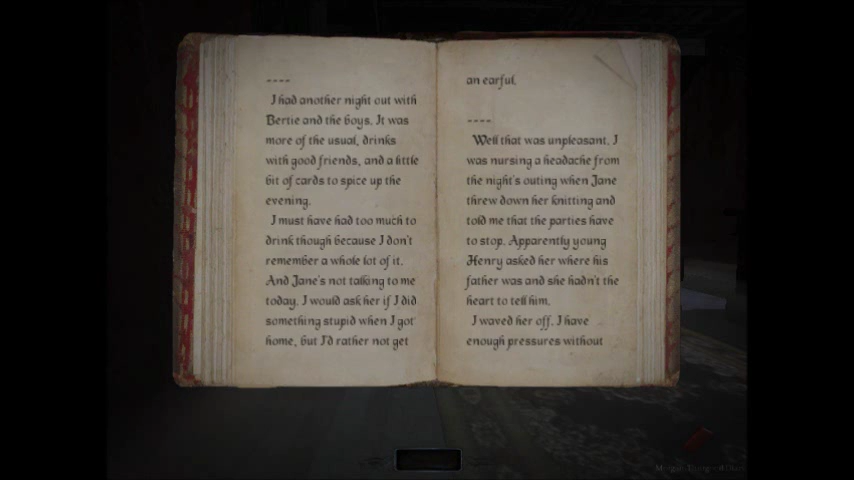 ----
I had another night out with
Bertie and the boys. It was
more of the usual, drinks
with good friends, and a little
bit of cards to spice up the
evening.
I must have had too much to
drink though because I don't
remember a whole lot of it.
And Jane's not talking to me
today. I would ask her if I did
something stupid when I got
home, but I'd rather not get
an earful.
----
Well that was unpleasant. I
was nursing a headache from
the night's outing when Jane
threw down her knitting and
told me that the parties have
to stop. Apparently young
Henry asked her where his
father was and she hadn't the
heart to tell him.
I waved her off. I have
enough pressures without